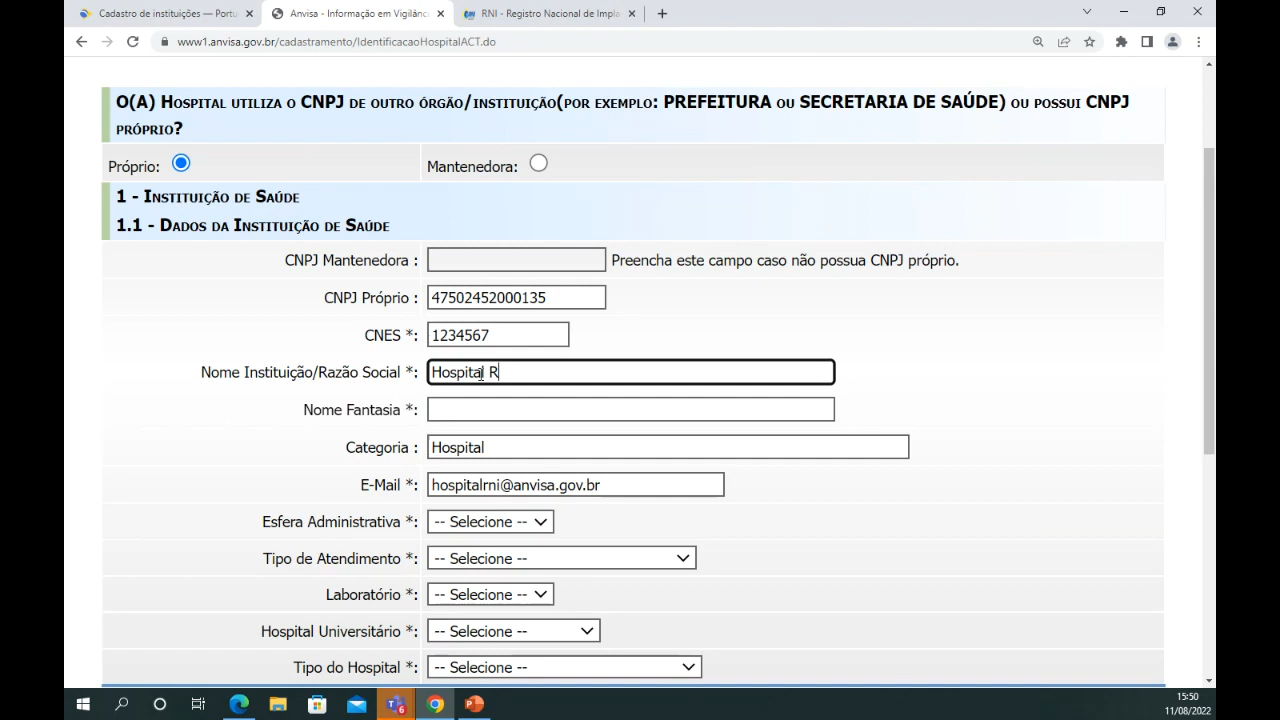 Cadastro de instituições — Portu
Anvisa - Informação em Vigilânc
RNI - Registro Nacional de Impla
www1.anvisa.gov.br/cadastramento/IdentificacaoHospitalACT.do
O(A) Hospital utiliza o CNPJ de outro órgão/instituição(por exemplo: PREFEITURA ou SECRETARIA DE SAÚDE) ou possui CNPJ
próprio?
Próprio: Mantenedora:
1 - Instituição de Saúde
1.1 - Dados da Instituição de Saúde
CNPJ Mantenedora : Preencha este campo caso não possua CNPJ próprio.
CNPJ Próprio : 47502452000135
CNES *: 1234567
Nome Instituição/Razão Social *: Hospital R
Nome Fantasia *:
Categoria : Hospital
E-Mail *: hospitalrni@anvisa.gov.br
Esfera Administrativa *: -- Selecione --
Tipo de Atendimento *: -- Selecione --
Laboratório *: -- Selecione --
Hospital Universitário *: -- Selecione --
Tipo do Hospital *: -- Selecione --
6
15:50
11/08/2022